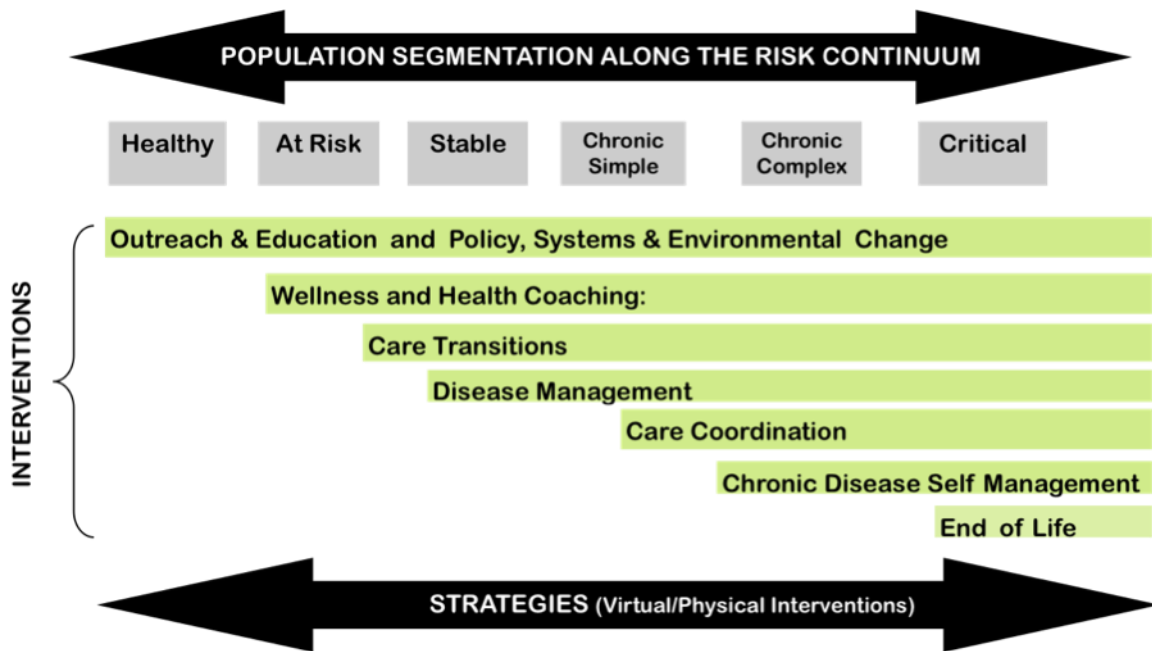 POPULATION SEGMENTATION ALONG THE RISK CONTINUUM
Healthy
At Risk
Stable
Chronic
Simple
Chronic
Complex
Critical
INTERVENTIONS
Outreach & Education and Policy, Systems & Environmental Change
Wellness and Health Coaching:
Care Transitions
Disease Management
Care Coordination
Chronic Disease Self Management
End of Life
STRATEGIES (Virtual/Physical Interventions)